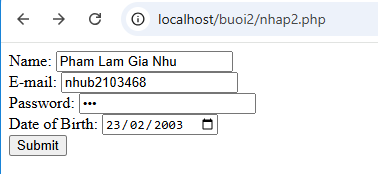 localhost/buoi2/nhap2.php
Name: Pham Lam Gia Nhu
E-mail: nhub2103468
Password: •••
Date of Birth: 23/02/2003
Submit